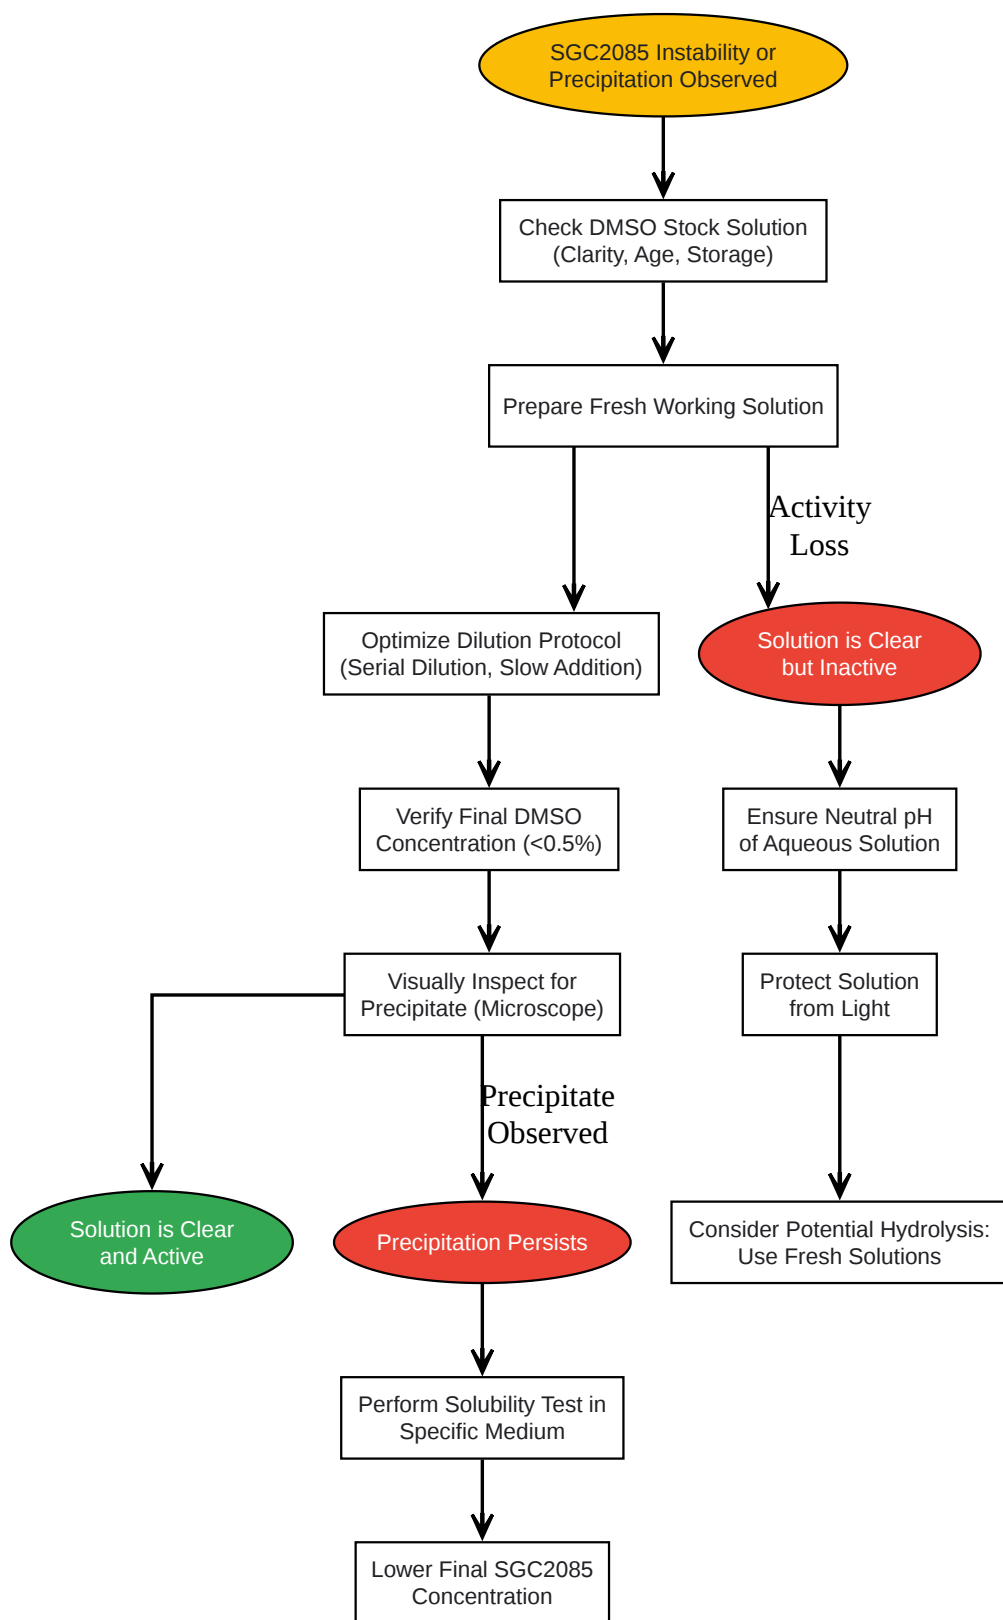 SGC2085 Instability or
Precipitation Observed
Check DMSO Stock Solution
(Clarity, Age, Storage)
Prepare Fresh Working Solution
Activity
Loss
Optimize Dilution Protocol
(Serial Dilution, Slow Addition)
Solution is Clear
but Inactive
Verify Final DMSO
Concentration (<0.5%)
Ensure Neutral pH
of Aqueous Solution
Visually Inspect for
Precipitate (Microscope)
Protect Solution
from Light
Precipitate
Observed
Solution is Clear
and Active
Precipitation Persists
Consider Potential Hydrolysis:
Use Fresh Solutions
Perform Solubility Test in
Specific Medium
Lower Final SGC2085
Concentration